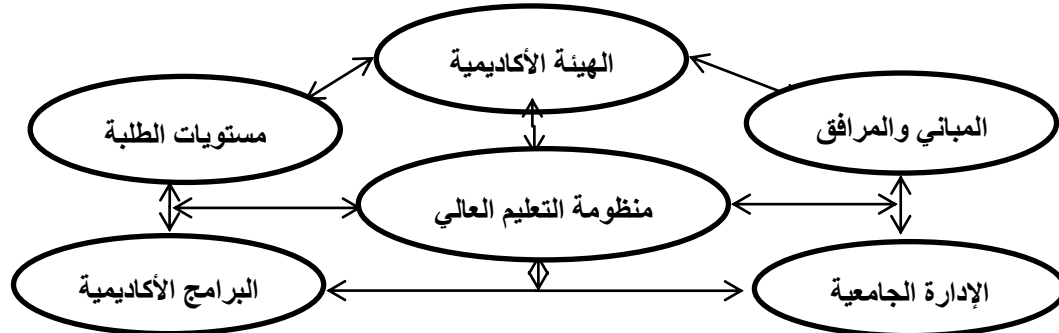 الهيئة الأكاديمية
المباني والمرافق
مستويات الطلبة
منظومة التعليم العالي
الإدارة الجامعية
البرامج الأكاديمية